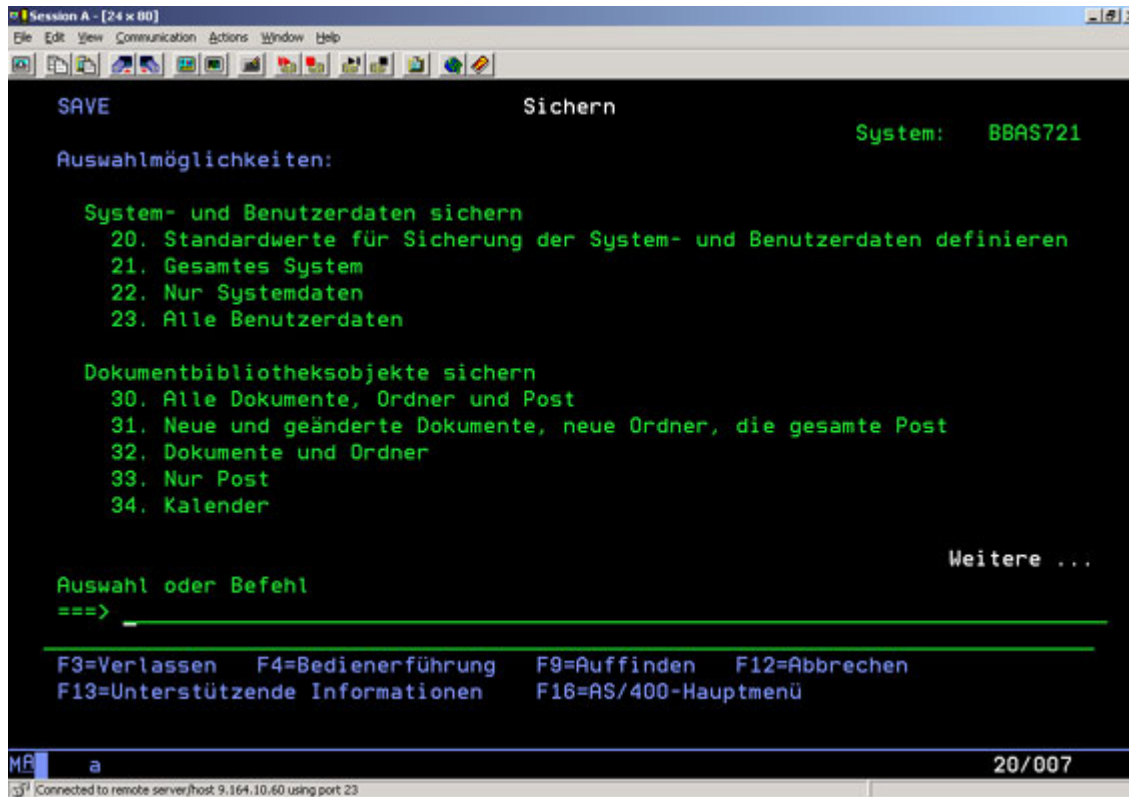 Session A - [24 x 80]
File Edit View Communication Actions Window Help
SAVE Sichern
System: BBAS721
Auswahlmöglichkeiten:
System- und Benutzerdaten sichern
20. Standardwerte für Sicherung der System- und Benutzerdaten definieren
21. Gesamtes System
22. Nur Systemdaten
23. Alle Benutzerdaten
Dokumentbibliotheksobjekte sichern
30. Alle Dokumente, Ordner und Post
31. Neue und geänderte Dokumente, neue Ordner, die gesamte Post
32. Dokumente und Ordner
33. Nur Post
34. Kalender
Weitere ...
Auswahl oder Befehl
===>
F3=Verlassen F4=Bedienerführung F9=Auffinden F12=Abbrechen
F13=Unterstützende Informationen F16=AS/400-Hauptmenü
MA a 20/007
Connected to remote server/host 9.164.10.60 using port 23